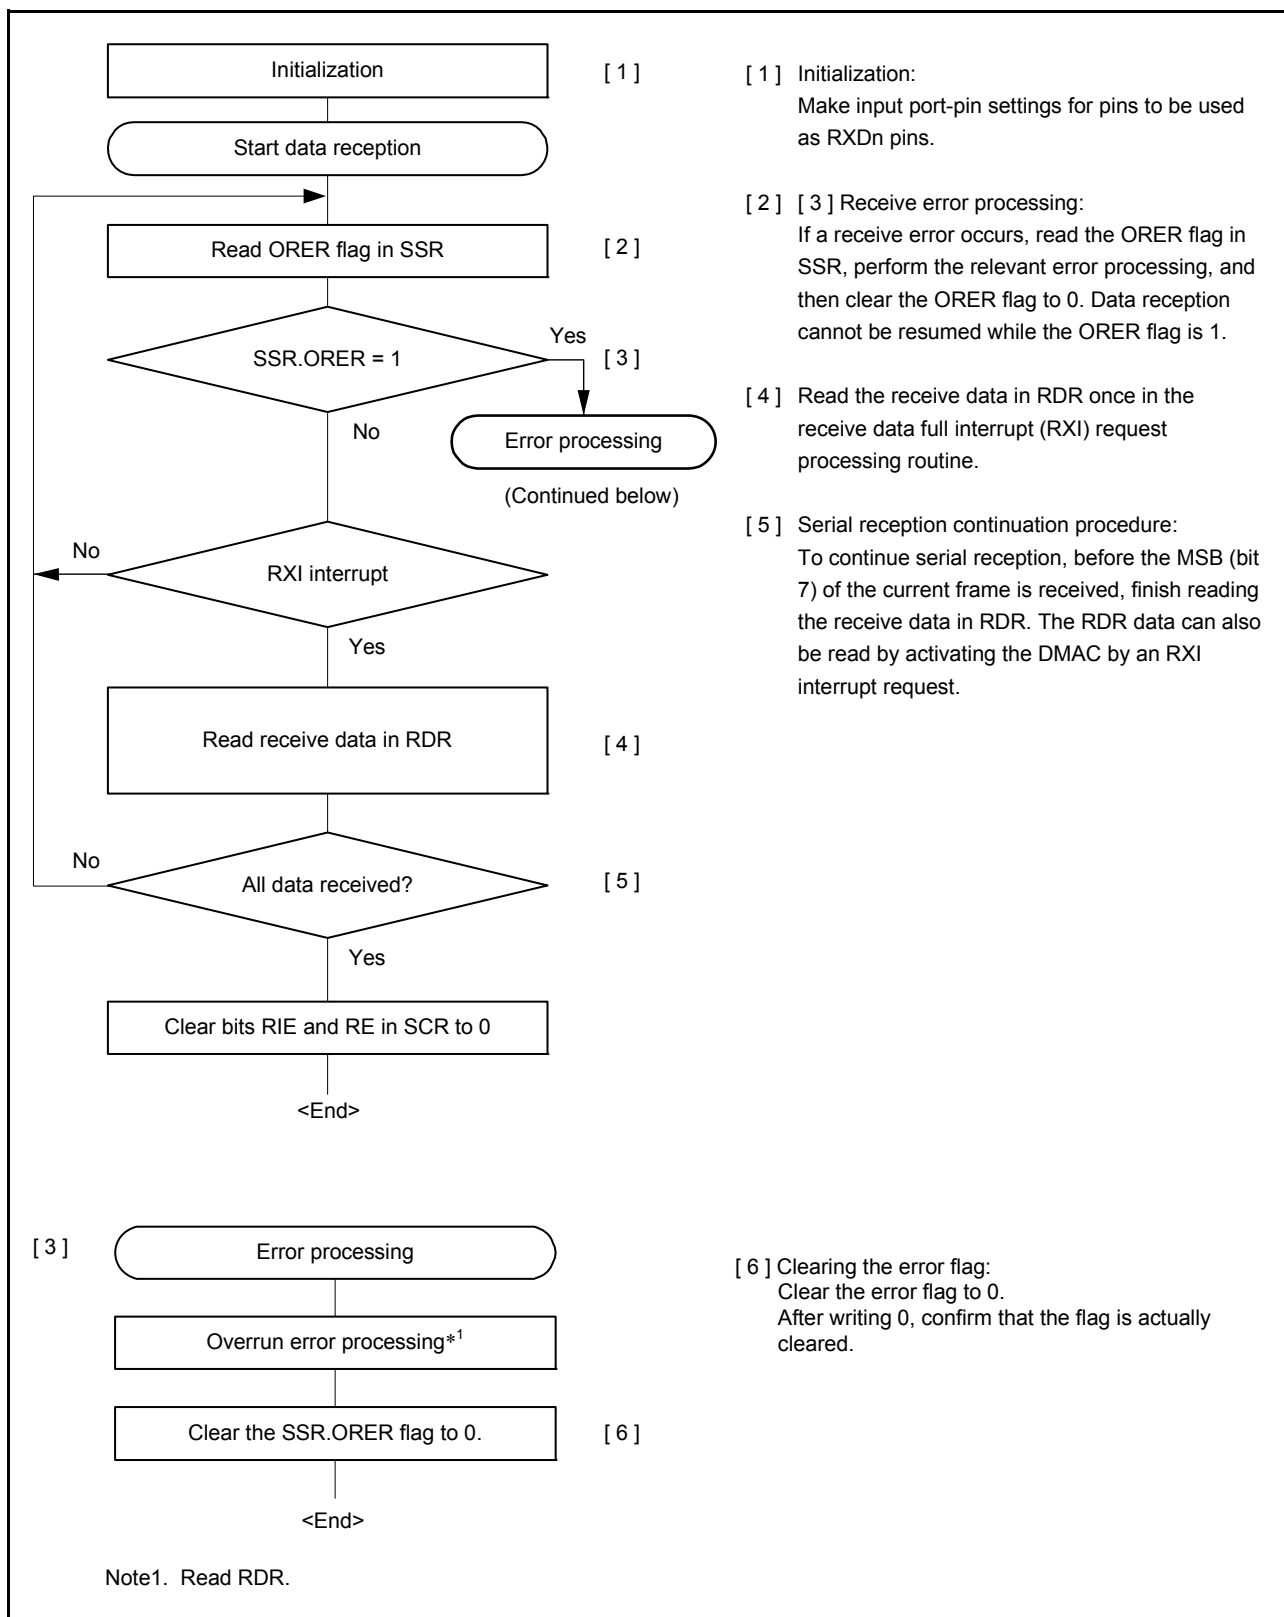 Initialization
[ 1 ]
Start data reception
Read ORER flag in SSR
[ 2 ]
SSR.ORER = 1
Yes
[ 3 ]
No
Error processing
(Continued below)
No
RXI interrupt
Yes
Read receive data in RDR
[ 4 ]
No
All data received?
[ 5 ]
Yes
Clear bits RIE and RE in SCR to 0
<End>
[ 1 ] Initialization:
Make input port-pin settings for pins to be used
as RXDn pins.
[ 2 ] [ 3 ] Receive error processing:
If a receive error occurs, read the ORER flag in
SSR, perform the relevant error processing, and
then clear the ORER flag to 0. Data reception
cannot be resumed while the ORER flag is 1.
[ 4 ] Read the receive data in RDR once in the
receive data full interrupt (RXI) request
processing routine.
[ 5 ] Serial reception continuation procedure:
To continue serial reception, before the MSB (bit
7) of the current frame is received, finish reading
the receive data in RDR. The RDR data can also
be read by activating the DMAC by an RXI
interrupt request.
[ 3 ]
Error processing
Overrun error processing*1
Clear the SSR.ORER flag to 0.
[ 6 ]
<End>
[ 6 ] Clearing the error flag:
Clear the error flag to 0.
After writing 0, confirm that the flag is actually
cleared.
Note1. Read RDR.